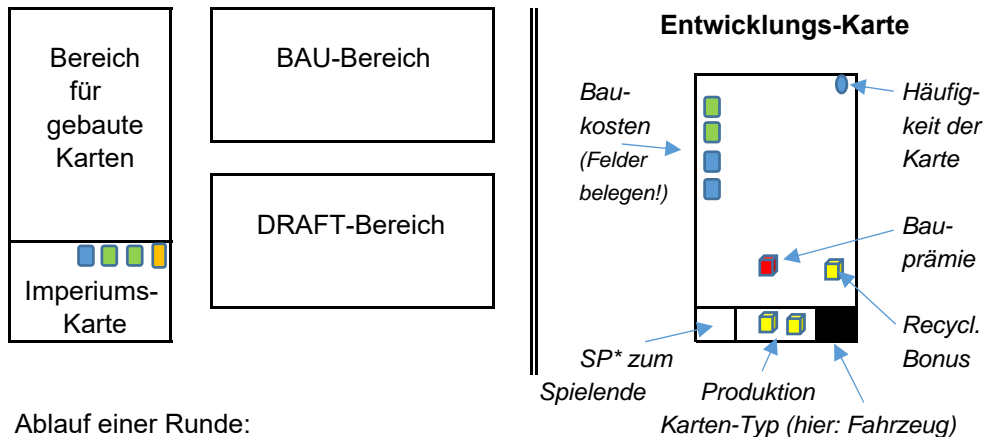 Bereich
für
gebaute
Karten
Imperiums-
Karte
BAU-Bereich
DRAFT-Bereich
Entwicklungs-Karte
Bau-
kosten
(Felder
belegen!)
Häufig-
keit der
Karte
Bau-
prämie
Recycl.
Bonus
SP* zum
Spielende
Produktion
Karten-Typ (hier: Fahrzeug)
Ablauf einer Runde: